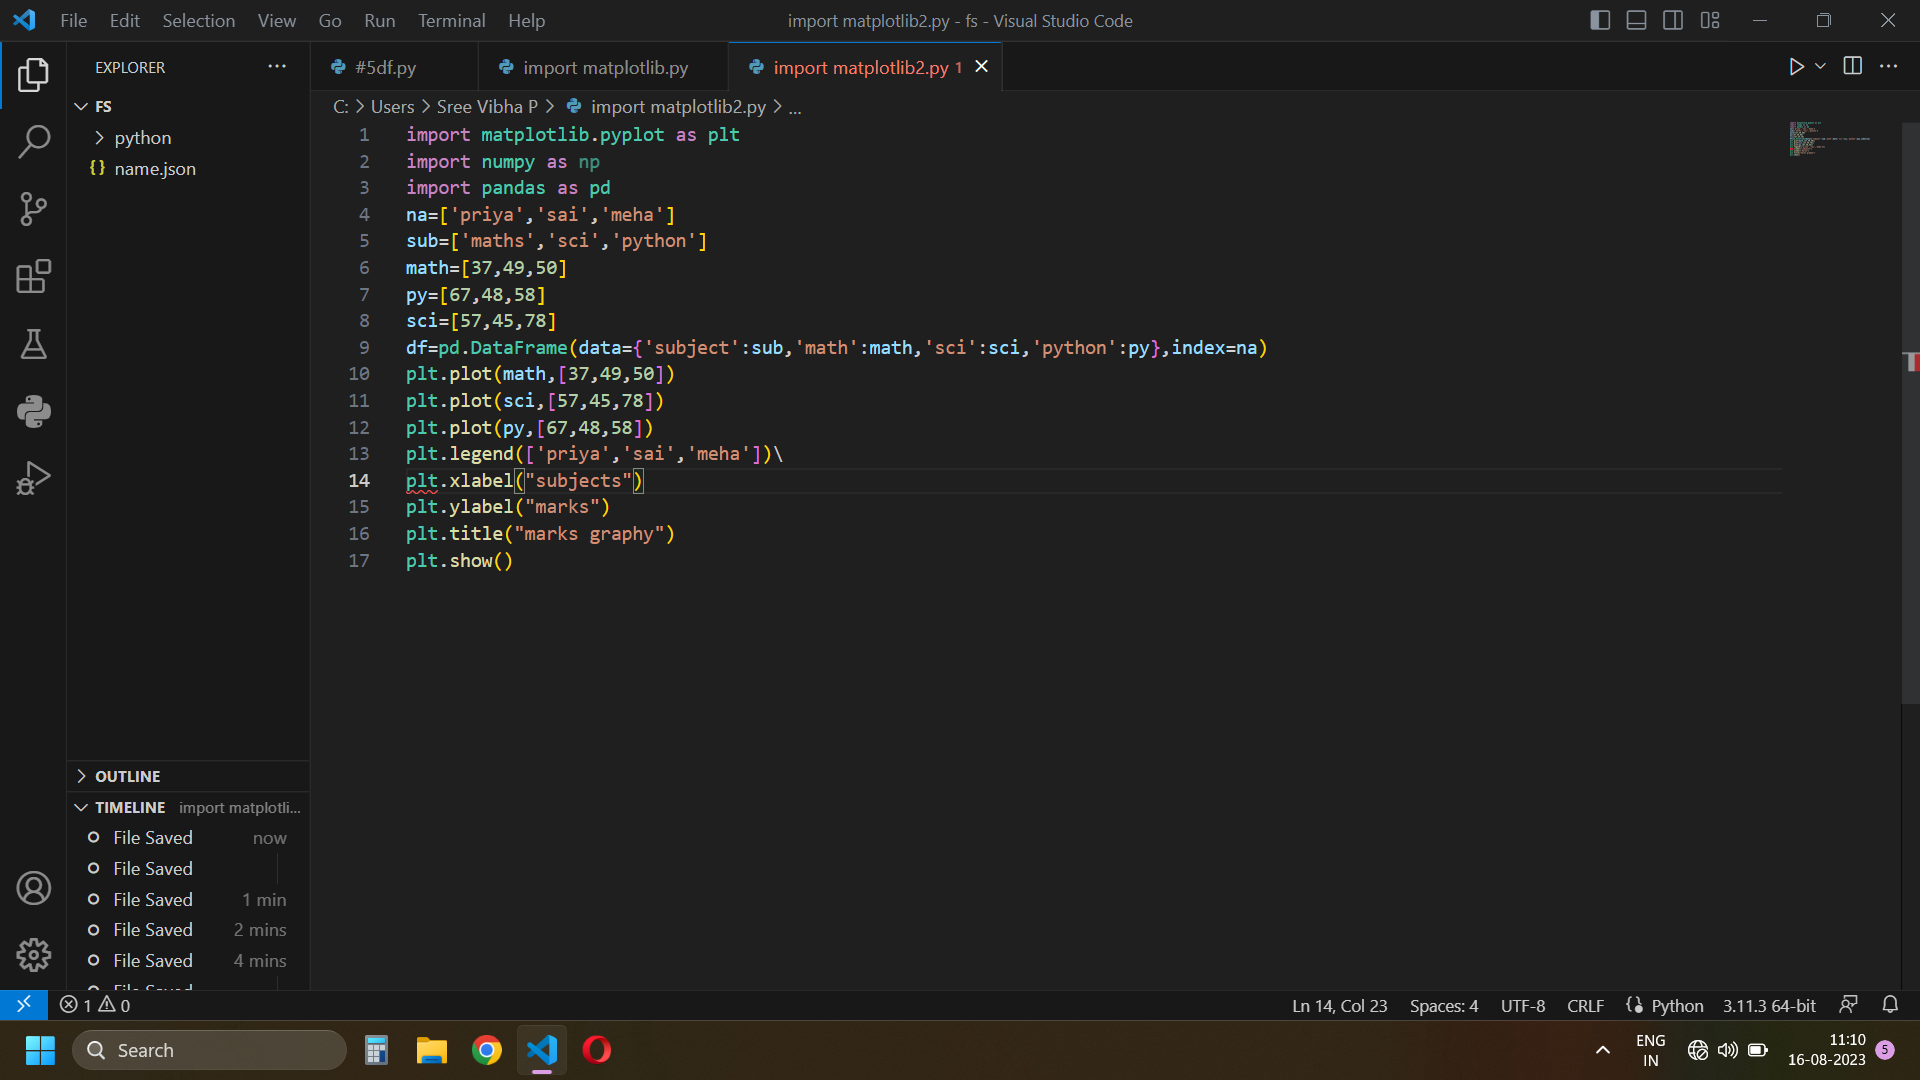 File Edit Selection View Go Run Terminal Help
import matplotlib2.py - fs - Visual Studio Code
EXPLORER
#5df.py
import matplotlib.py
import matplotlib2.py 1
FS
python
{} name.json
C: > Users > Sree Vibha P > import matplotlib2.py > ...
1 import matplotlib.pyplot as plt
2 import numpy as np
3 import pandas as pd
4 na=['priya','sai','meha']
5 sub=['maths','sci','python']
6 math=[37,49,50]
7 py=[67,48,58]
8 sci=[57,45,78]
9 df=pd.DataFrame(data={'subject':sub,'math':math,'sci':sci,'python':py},index=na)
10 plt.plot(math,[37,49,50])
11 plt.plot(sci,[57,45,78])
12 plt.plot(py,[67,48,58])
13 plt.legend(['priya','sai','meha'])\
14 plt.xlabel("subjects")
15 plt.ylabel("marks")
16 plt.title("marks graphy")
17 plt.show()
OUTLINE
TIMELINE import matplotli...
File Saved now
File Saved
File Saved 1 min
File Saved 2 mins
File Saved 4 mins
File Saved
1 0
Ln 14, Col 23 Spaces: 4 UTF-8 CRLF Python 3.11.3 64-bit
Search
ENG
IN
11:10
16-08-2023
5